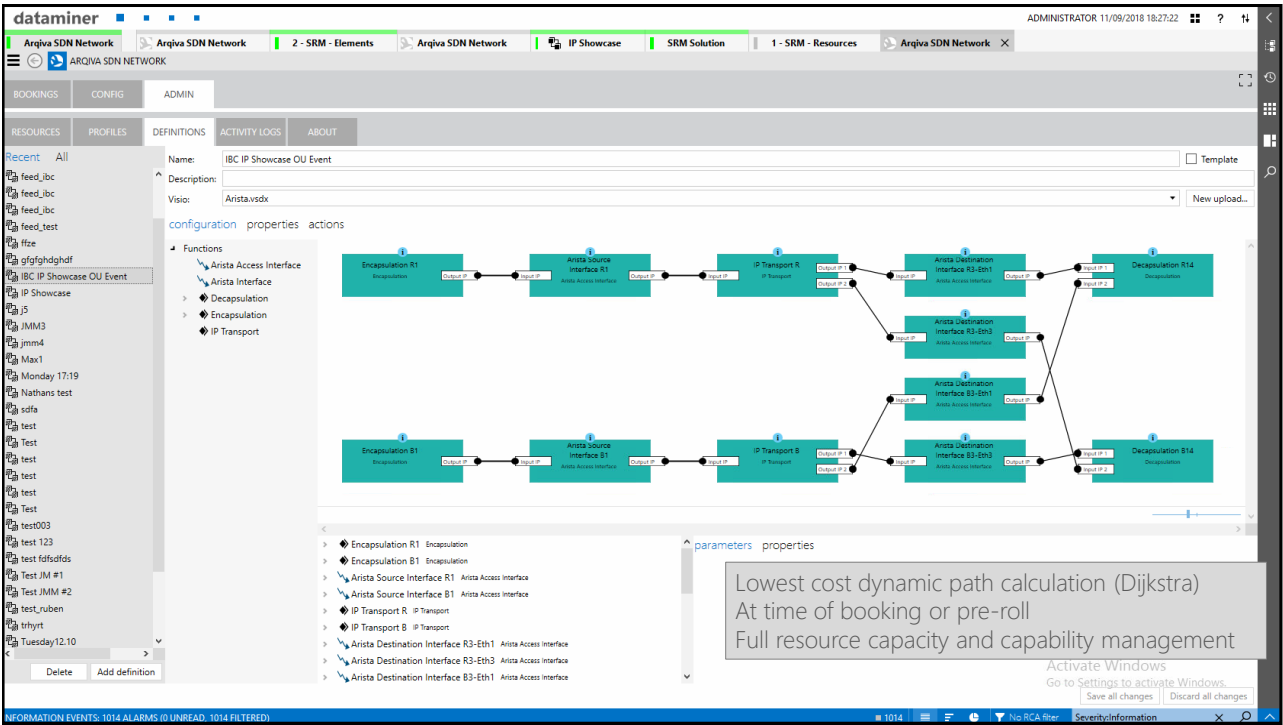 dataminer
ADMINISTRATOR 11/09/2018 18:27:22
?
Arqiva SDN Network
Arqiva SDN Network
2 - SRM - Elements
Arqiva SDN Network
IP Showcase
SRM Solution
1 - SRM - Resources
Arqiva SDN Network
ARQIVA SDN NETWORK
BOOKINGS
CONFIG
ADMIN
RESOURCES
PROFILES
DEFINITIONS
ACTIVITY LOGS
ABOUT
Recent All
feed_ibc
feed_ibc
feed_ibc
feed_test
ffze
gfgfghdghdf
IBC IP Showcase OU Event
IP Showcase
j5
JMM3
jmm4
Max1
Monday 17:19
Nathans test
sdfa
test
Test
test
test
test
Test
test003
test 123
test fdfsdfds
Test JM #1
Test JMM #2
test_ruben
trhyrt
Tuesday12.10
Delete
Add definition
Name:
IBC IP Showcase OU Event
Template
Description:
Visio:
Arista.vsdx
New upload...
configuration properties actions
Functions
Arista Access Interface
Arista Interface
Decapsulation
Encapsulation
IP Transport
Encapsulation R1
Encapsulation
Output IP
Arista Source
Interface R1
Arista Access Interface
Input IP
Output IP
IP Transport R
IP Transport
Input IP
Output IP 1
Output IP 2
Arista Destination
Interface R3-Eth1
Arista Access Interface
Input IP
Output IP
Decapsulation R14
Decapsulation
Input IP 1
Input IP 2
Arista Destination
Interface R3-Eth3
Arista Access Interface
Input IP
Output IP
Arista Destination
Interface B3-Eth1
Arista Access Interface
Input IP
Output IP
Encapsulation B1
Encapsulation
Output IP
Arista Source
Interface B1
Arista Access Interface
Input IP
Output IP
IP Transport B
IP Transport
Input IP
Output IP 1
Output IP 2
Arista Destination
Interface B3-Eth3
Arista Access Interface
Input IP
Output IP
Decapsulation B14
Decapsulation
Input IP 1
Input IP 2
Encapsulation R1 Encapsulation
Encapsulation B1 Encapsulation
Arista Source Interface R1 Arista Access Interface
Arista Source Interface B1 Arista Access Interface
IP Transport R IP Transport
IP Transport B IP Transport
Arista Destination Interface R3-Eth1 Arista Access Interface
Arista Destination Interface R3-Eth3 Arista Access Interface
Arista Destination Interface B3-Eth1 Arista Access Interface
parameters properties
Lowest cost dynamic path calculation (Dijkstra)
At time of booking or pre-roll
Full resource capacity and capability management
Activate Windows
Go to Settings to activate Windows.
Save all changes
Discard all changes
NFORMATION EVENTS: 1014 ALARMS (0 UNREAD, 1014 FILTERED)
1014
No RCA filter
Severity:Information